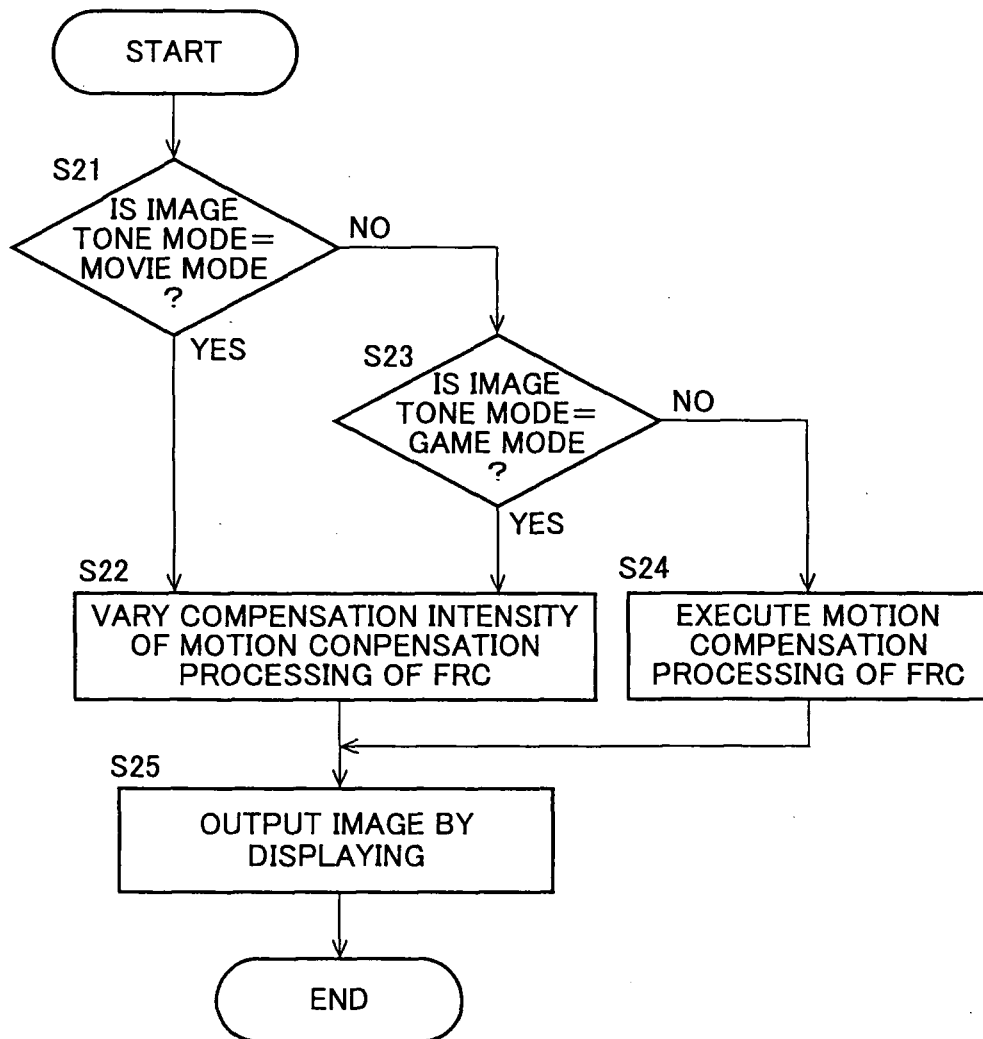 START
S21
IS IMAGE
TONE MODE=
MOVIE MODE
?
NO
YES
S23
IS IMAGE
TONE MODE=
GAME MODE
?
NO
YES
S22
VARY COMPENSATION INTENSITY
OF MOTION CONPENSATION
PROCESSING OF FRC
S24
EXECUTE MOTION
COMPENSATION
PROCESSING OF FRC
S25
OUTPUT IMAGE BY
DISPLAYING
END